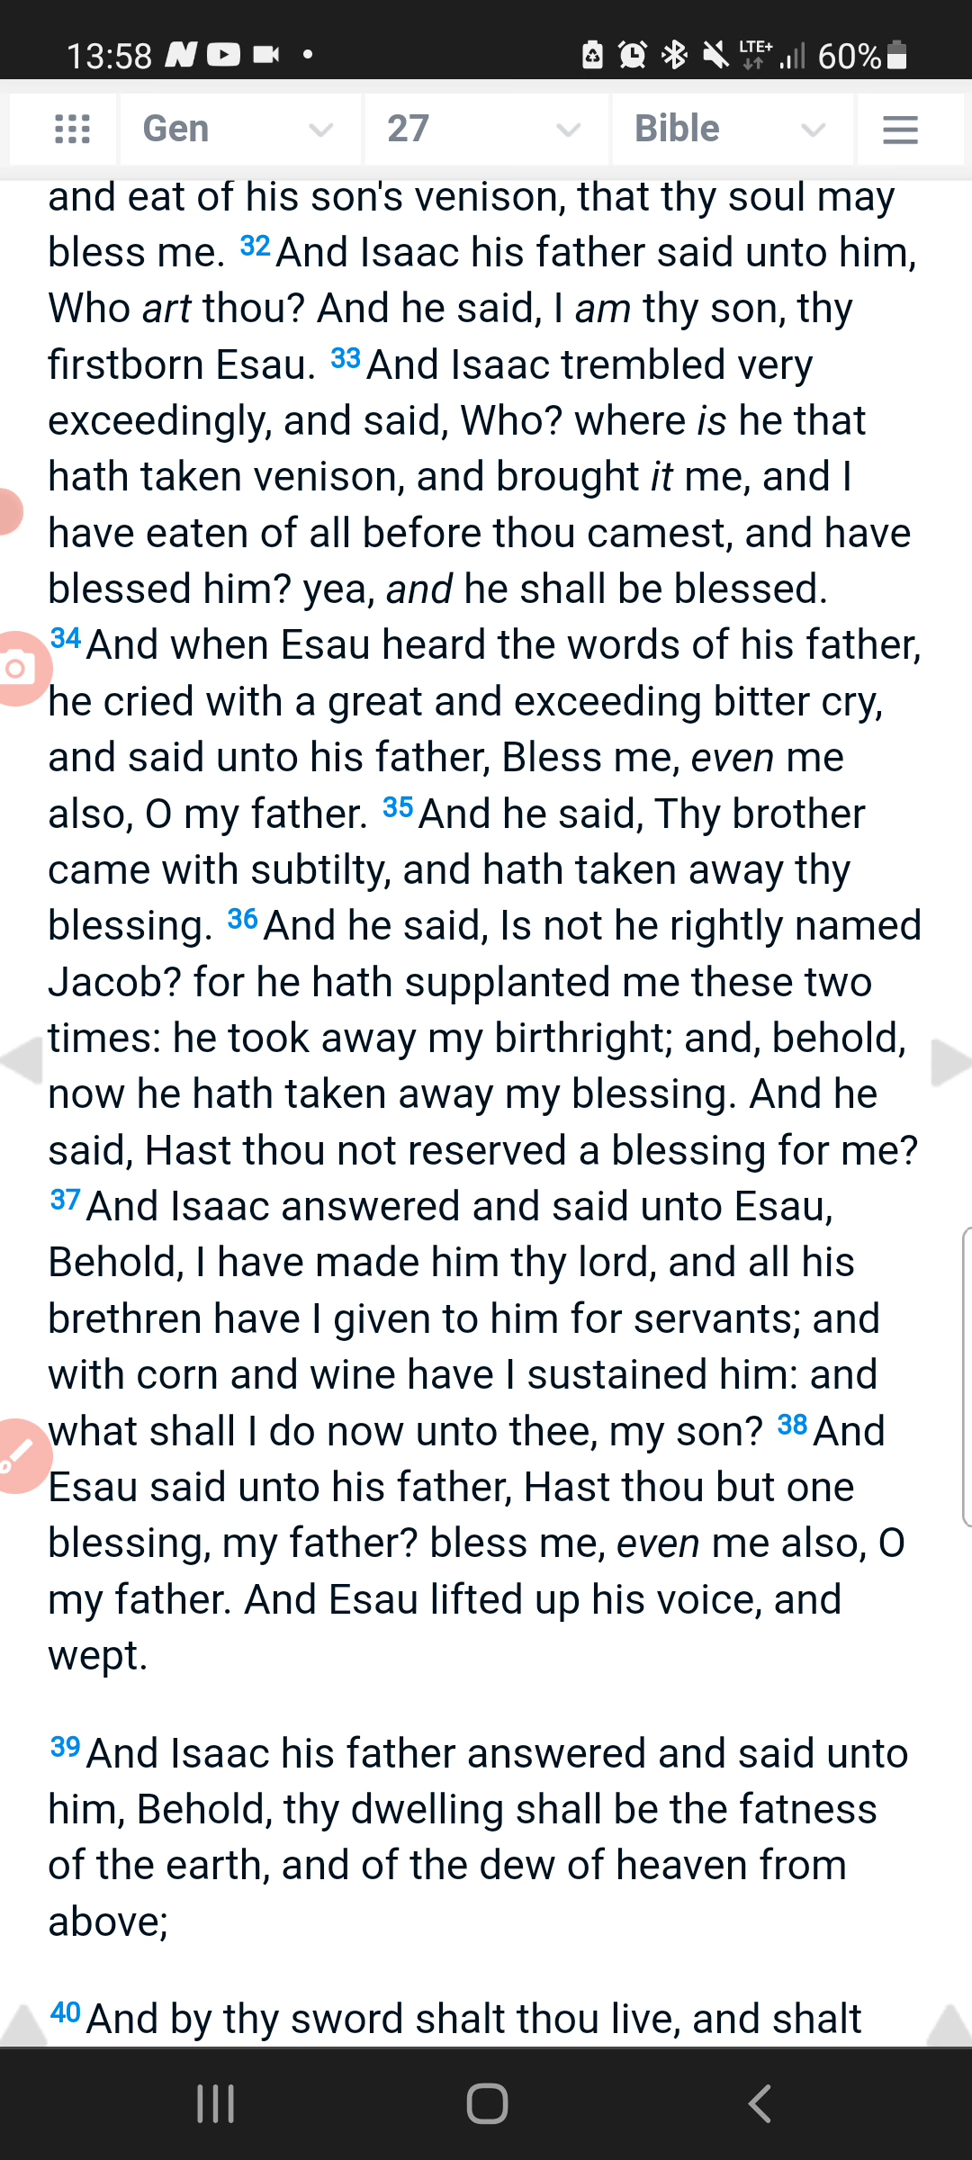 13:58 LTE+ 60%
Gen 27 Bible
and eat of his son's venison, that thy soul may
bless me. 32 And Isaac his father said unto him,
Who art thou? And he said, I am thy son, thy
firstborn Esau. 33 And Isaac trembled very
exceedingly, and said, Who? where is he that
hath taken venison, and brought it me, and I
have eaten of all before thou camest, and have
blessed him? yea, and he shall be blessed.
34 And when Esau heard the words of his father,
he cried with a great and exceeding bitter cry,
and said unto his father, Bless me, even me
also, O my father. 35 And he said, Thy brother
came with subtilty, and hath taken away thy
blessing. 36 And he said, Is not he rightly named
Jacob? for he hath supplanted me these two
times: he took away my birthright; and, behold,
now he hath taken away my blessing. And he
said, Hast thou not reserved a blessing for me?
37 And Isaac answered and said unto Esau,
Behold, I have made him thy lord, and all his
brethren have I given to him for servants; and
with corn and wine have I sustained him: and
what shall I do now unto thee, my son? 38 And
Esau said unto his father, Hast thou but one
blessing, my father? bless me, even me also, O
my father. And Esau lifted up his voice, and
wept.
39 And Isaac his father answered and said unto
him, Behold, thy dwelling shall be the fatness
of the earth, and of the dew of heaven from
above;
40 And by thy sword shalt thou live, and shalt